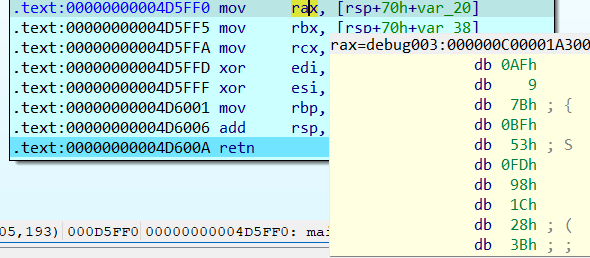 .text:00000000004D5FF0 mov rax, [rsp+70h+var_20]
.text:00000000004D5FF5 mov rbx, [rsp+70h+var_38]
.text:00000000004D5FFA mov rcx,
.text:00000000004D5FFD xor edi,
.text:00000000004D5FFF xor esi,
.text:00000000004D6001 mov rbp,
.text:00000000004D6006 add rsp,
.text:00000000004D600A retn
rax=debug003:000000C00001A300
db 0AFh
db 9
db 7Bh ; {
db 0BFh
db 53h ; S
db 0FDh
db 98h
db 1Ch
db 28h ; (
db 3Bh ; ;
05,193) 000D5FF0 00000000004D5FF0: mai